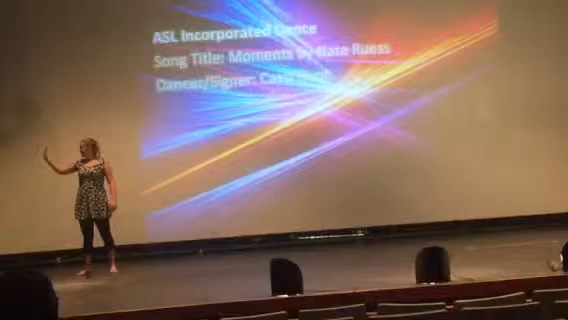 ASL Incorporated Dance
Song Title: Moments by Nate Ruess
Dancer/Signer: